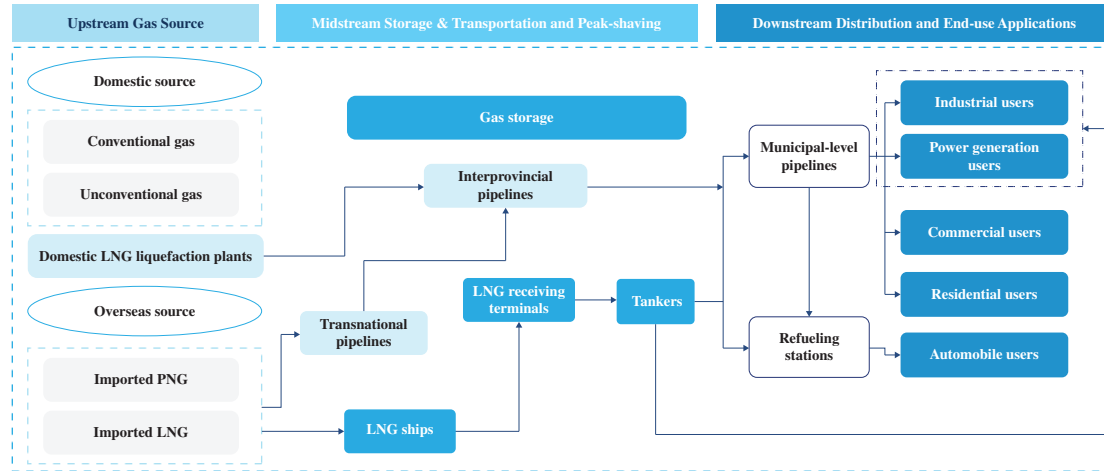 Upstream Gas Source
Midstream Storage & Transportation and Peak-shaving
Downstream Distribution and End-use Applications
Domestic source
Conventional gas
Unconventional gas
Domestic LNG liquefaction plants
Overseas source
Imported PNG
Imported LNG
Gas storage
Interprovincial
pipelines
Transnational
pipelines
LNG receiving
terminals
LNG ships
Tankers
Municipal-level
pipelines
Refueling
stations
Industrial users
Power generation
users
Commercial users
Residential users
Automobile users